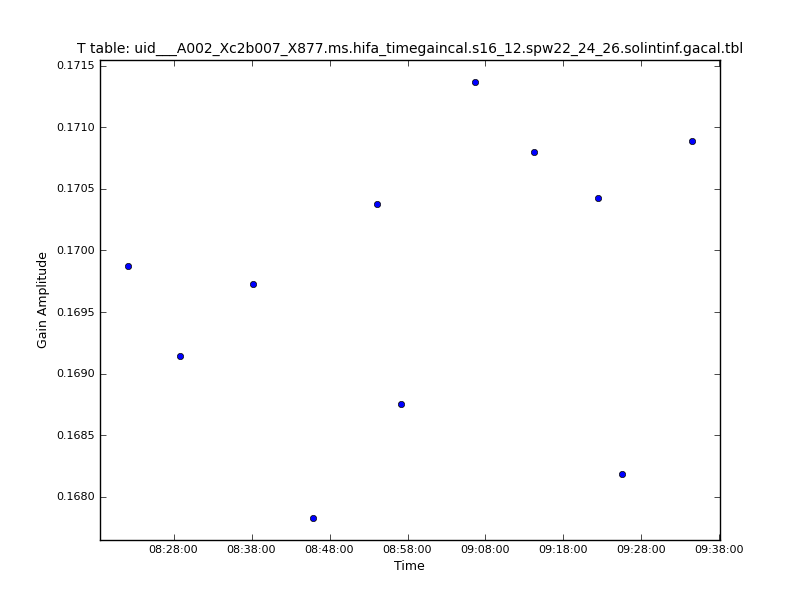 T table: uid___A002_Xc2b007_X877.ms.hifa_timegaincal.s16_12.spw22_24_26.solintinf.gacal.tbl
0.1715
0.1710
0.1705
0.1700
0.1695
0.1690
0.1685
0.1680
Gain Amplitude
08:28:00 08:38:00 08:48:00 08:58:00 09:08:00 09:18:00 09:28:00 09:38:00
Time